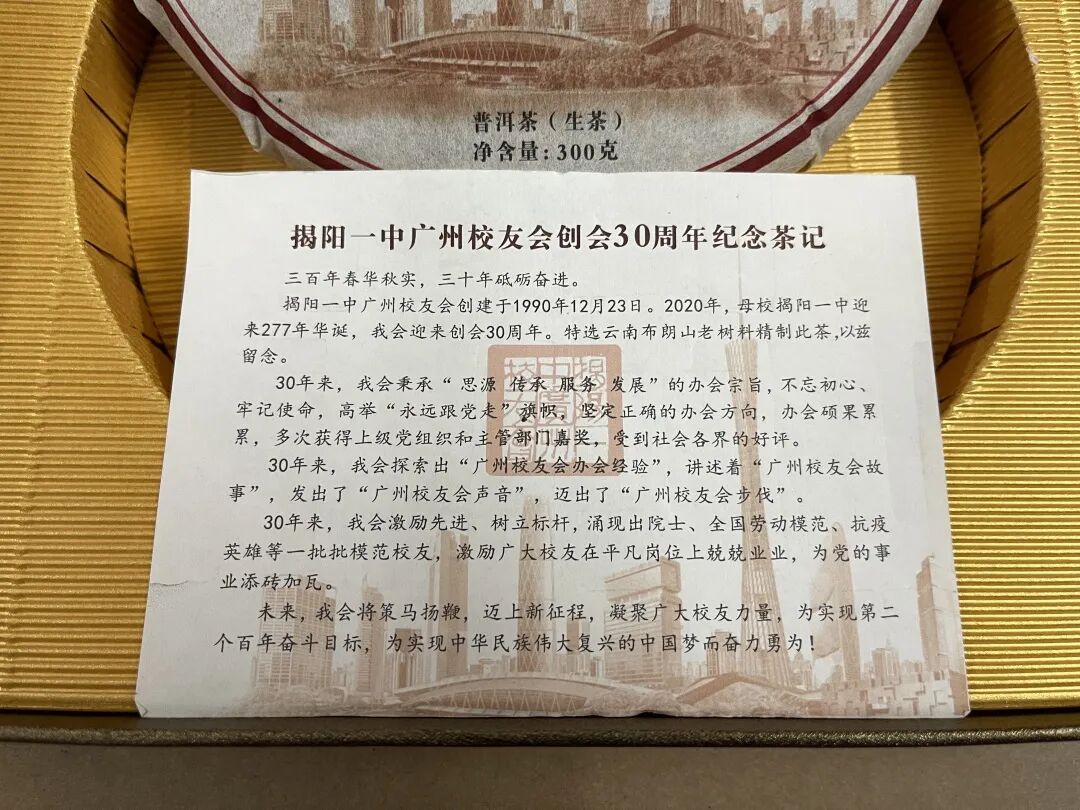 普洱茶（生茶）
净含量：300克
揭阳一中广州校友会创会30周年纪念茶记
三百年春华秋实，三十年砥砺奋进。
揭阳一中广州校友会创建于1990年12月23日。2020年，母校揭阳一中迎
来277年华诞，我会迎来创会30周年。特选云南布朗山老树料精制此茶，以兹
留念。
30年来，我会秉承“思源 传承 服务 发展”的办会宗旨，不忘初心、
牢记使命，高举“永远跟党走”旗帜，坚定正确的办会方向，办会硕果累
累，多次获得上级党组织和主管部门嘉奖，受到社会各界的好评。
30年来，我会探索出“广州校友会办会经验”，讲述着“广州校友会故
事”，发出了“广州校友会声音”，迈出了“广州校友会步伐”。
30年来，我会激励先进、树立标杆，涌现出院士、全国劳动模范、抗疫
英雄等一批批模范校友，激励广大校友在平凡岗位上兢兢业业，为党的事
业添砖加瓦。
未来，我会将策马扬鞭，迈上新征程，凝聚广大校友力量，为实现第二
个百年奋斗目标，为实现中华民族伟大复兴的中国梦而奋力勇为！